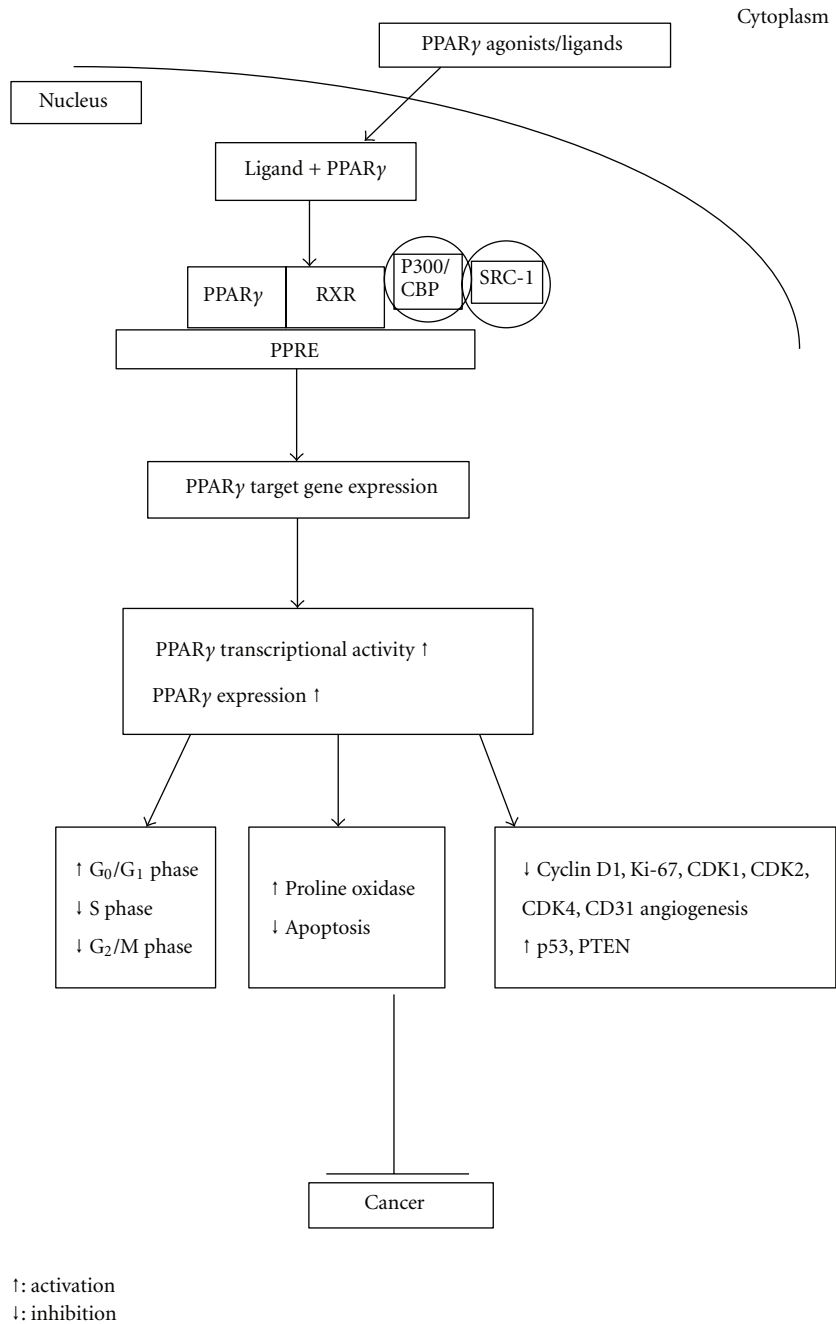 Cytoplasm
PPARγ agonists/ligands
Nucleus
Ligand + PPARγ
PPARγ
RXR
P300/
CBP
SRC-1
PPRE
PPARγ target gene expression
PPARγ transcriptional activity ↑
PPARγ expression ↑
↑ G₀/G₁ phase
↓ S phase
↓ G₂/M phase
↑ Proline oxidase
↓ Apoptosis
↓ Cyclin D1, Ki-67, CDK1, CDK2,
CDK4, CD31 angiogenesis
↑ p53, PTEN
Cancer
↑: activation
↓: inhibition